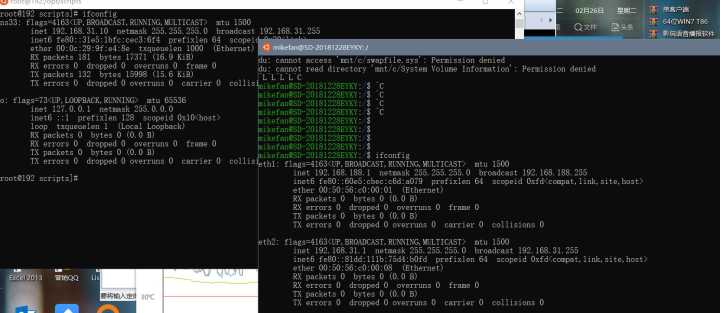 root@192:/opt/scripts
root@192 scripts]# ifconfig
ns33: flags=4163<UP,BROADCAST,RUNNING,MULTICAST> mtu 1500
inet 192.168.31.10 netmask 255.255.255.0 broadcast 192.168.31.255
inet6 fe80::31e5:1bfc:cec3:6f4 prefixlen 64
ether 00:0c:29:9f:e4:8e txqueuelen 1000 (Ethernet)
RX packets 181 bytes 17371 (16.9 KiB)
RX errors 0 dropped 0 overruns 0 frame 0
TX packets 132 bytes 15998 (15.6 KiB)
TX errors 0 dropped 0 overruns 0 carrier 0 collisi
o: flags=73<UP,LOOPBACK,RUNNING> mtu 65536
inet 127.0.0.1 netmask 255.0.0.0
inet6 ::1 prefixlen 128 scopeid 0x10<host>
loop txqueuelen 1 (Local Loopback)
RX packets 0 bytes 0 (0.0 B)
RX errors 0 dropped 0 overruns 0 frame 0
TX packets 0 bytes 0 (0.0 B)
TX errors 0 dropped 0 overruns 0 carrier 0 collisi
root@192 scripts]#
二 02月26日 星期二
文件 头条
黑客户端
64位WIN7 T86
mikefan@SD-20181228EYKY: /
du: cannot access 'mnt/c/swapfile.sys': Permission denied
du: cannot read directory 'mnt/c/System Volume Information': Permission denied
^L^L^L^L^C
mikefan@SD-20181228EYKY:/$ ^C
mikefan@SD-20181228EYKY:/$ ^C
mikefan@SD-20181228EYKY:/$ ^C
mikefan@SD-20181228EYKY:/$ ^C
mikefan@SD-20181228EYKY:/$
mikefan@SD-20181228EYKY:/$
mikefan@SD-20181228EYKY:/$
mikefan@SD-20181228EYKY:/$ ifconfig
eth1: flags=4163<UP,BROADCAST,RUNNING,MULTICAST> mtu 1500
inet 192.168.188.1 netmask 255.255.255.0 broadcast 192.168.188.255
inet6 fe80::60e5:cbec:c6d:a079 prefixlen 64 scopeid 0xfd<compat,link,site,host>
ether 00:50:56:c0:00:01 (Ethernet)
RX packets 0 bytes 0 (0.0 B)
RX errors 0 dropped 0 overruns 0 frame 0
TX packets 0 bytes 0 (0.0 B)
TX errors 0 dropped 0 overruns 0 carrier 0 collisions 0
eth2: flags=4163<UP,BROADCAST,RUNNING,MULTICAST> mtu 1500
inet 192.168.31.1 netmask 255.255.255.0 broadcast 192.168.31.255
inet6 fe80::81dd:111b:75d4:b0fd prefixlen 64 scopeid 0xfd<compat,link,site,host>
ether 00:50:56:c0:00:08 (Ethernet)
RX packets 0 bytes 0 (0.0 B)
RX errors 0 dropped 0 overruns 0 frame 0
TX packets 0 bytes 0 (0.0 B)
TX errors 0 dropped 0 overruns 0 carrier 0 collisions 0
Excel 2013 营销QQ Lis
30°C